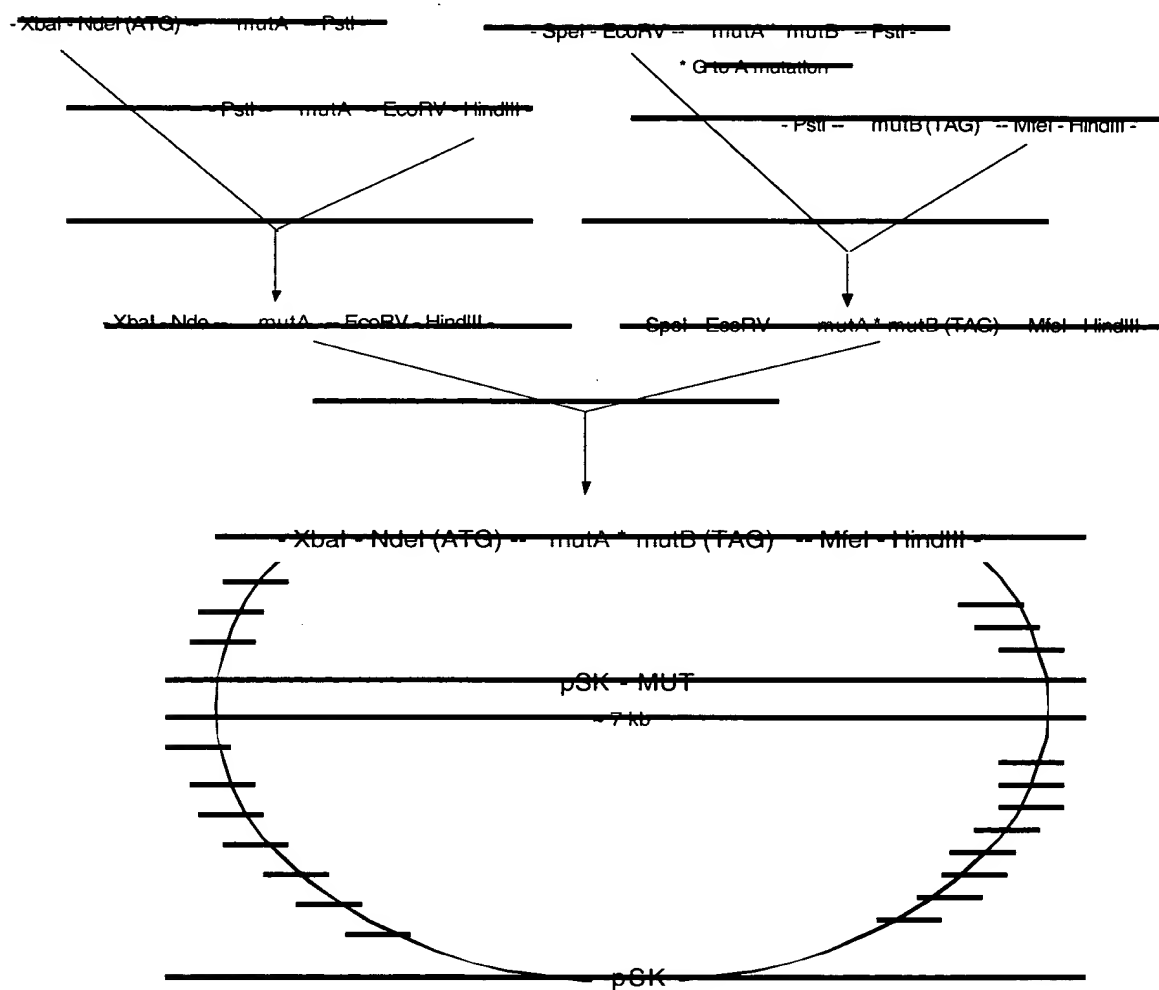 - XbaI - NdeI (ATG) -- mutA -- PstI -
- SpeI - EcoRV -- mutA* mutB -- PstI -
* G to A mutation
- PstI -- mutA -- EcoRV - HindIII
- PstI -- mutB (TAG) -- MfeI - HindIII -
- XbaI - Nde -- mutA -- EcoRV - HindIII -
- SpeI - EcoRV mutA * mutB (TAG) MfeI - HindIII -
- XbaI - NdeI (ATG) -- mutA * mutB (TAG) -- MfeI - HindIII -
pSK - MUT
~ 7 kb
pSK